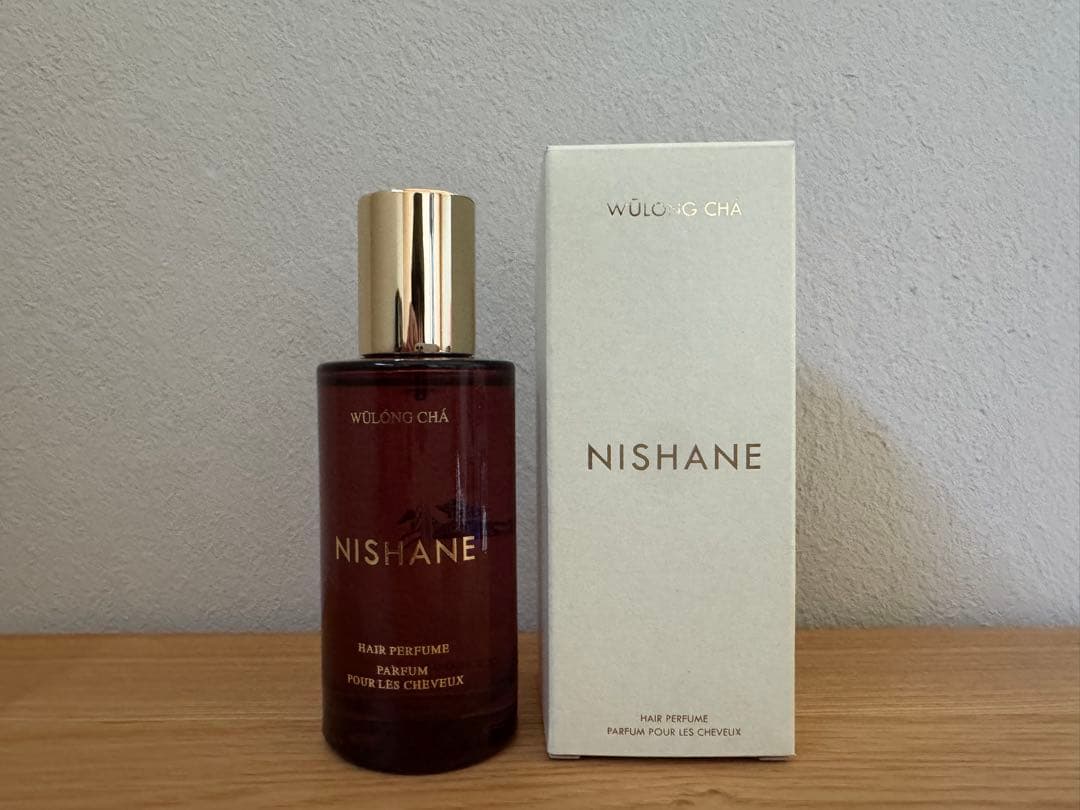 WŪLÓNG CHÁ
NISHANE
HAIR PERFUME
PARFUM
POUR LES CHEVEUX
WŪLÓNG CHÁ
NISHANE
HAIR PERFUME
PARFUM POUR LES CHEVEUX